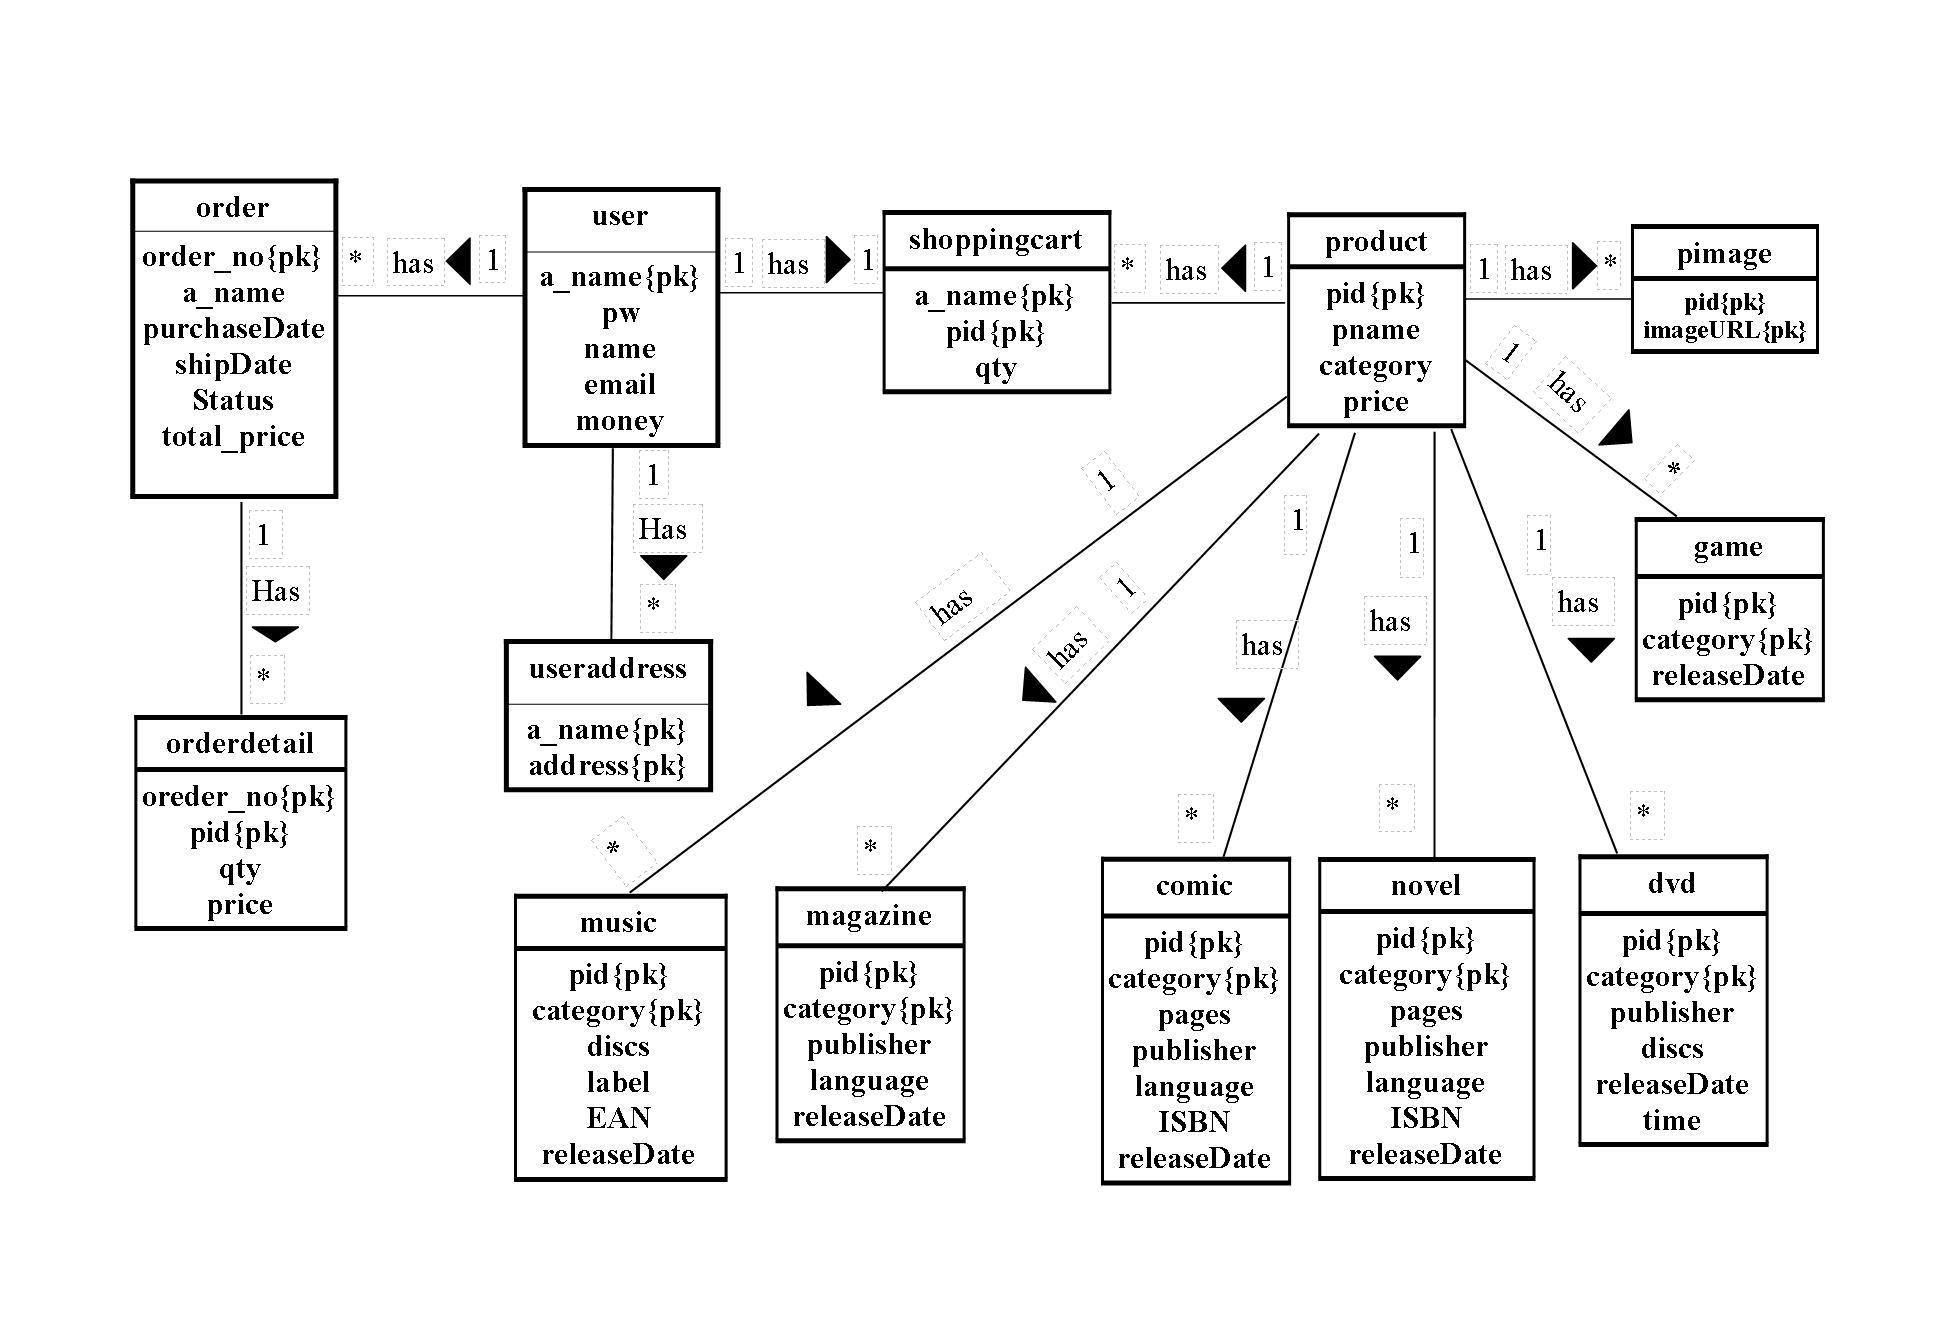 order
order_no{pk}
a_name
purchaseDate
shipDate
Status
total_price
* has 1
user
a_name{pk}
pw
name
email
money
1 has 1
shoppingcart
a_name{pk}
pid{pk}
qty
* has 1
product
pid{pk}
pname
category
price
1 has *
pimage
pid{pk}
imageURL{pk}
1
Has
*
orderdetail
oreder_no{pk}
pid{pk}
qty
price
1
Has
*
useraddress
a_name{pk}
address{pk}
1
has
*
music
pid{pk}
category{pk}
discs
label
EAN
releaseDate
1
has
*
magazine
pid{pk}
category{pk}
publisher
language
releaseDate
1
has
*
comic
pid{pk}
category{pk}
pages
publisher
language
ISBN
releaseDate
1
has
*
novel
pid{pk}
category{pk}
pages
publisher
language
ISBN
releaseDate
1
has
*
dvd
pid{pk}
category{pk}
publisher
discs
releaseDate
time
1
has
*
game
pid{pk}
category{pk}
releaseDate